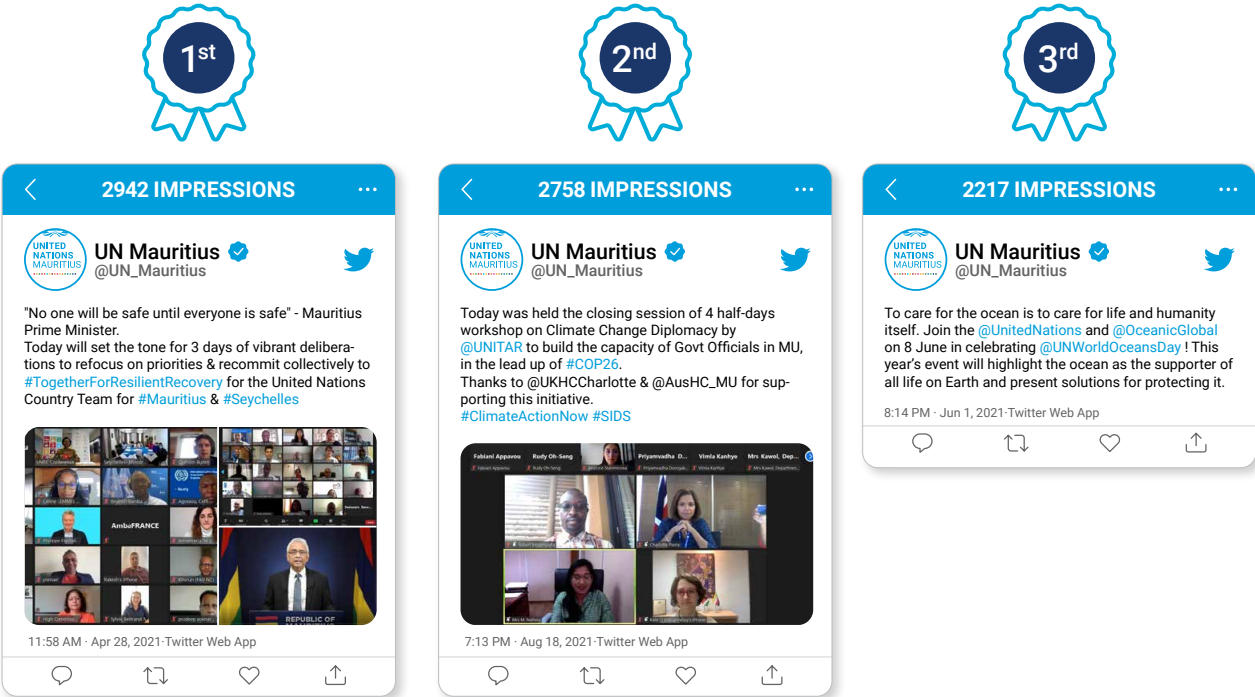 1st
2nd
3rd
2942 IMPRESSIONS
UNITED
NATIONS
MAURITIUS
UN Mauritius
@UN_Mauritius
"No one will be safe until everyone is safe" - Mauritius
Prime Minister.
Today will set the tone for 3 days of vibrant delibera-
tions to refocus on priorities & recommit collectively to
#TogetherForResilientRecovery for the United Nations
Country Team for #Mauritius & #Seychelles
AmbaFRANCE
REPUBLIC OF
11:58 AM · Apr 28, 2021·Twitter Web App
2758 IMPRESSIONS
UNITED
NATIONS
MAURITIUS
UN Mauritius
@UN_Mauritius
Today was held the closing session of 4 half-days
workshop on Climate Change Diplomacy by
@UNITAR to build the capacity of Govt Officials in MU,
in the lead up of #COP26.
Thanks to @UKHCCharlotte & @AusHC_MU for sup-
porting this initiative.
#ClimateActionNow #SIDS
Fabiani Appavou Rudy Oh-Seng Priyamvadha D... Vimla Kanhye Mrs Kawol, Dep...
7:13 PM · Aug 18, 2021·Twitter Web App
2217 IMPRESSIONS
UNITED
NATIONS
MAURITIUS
UN Mauritius
@UN_Mauritius
To care for the ocean is to care for life and humanity
itself. Join the @UnitedNations and @OceanicGlobal
on 8 June in celebrating @UNWorldOceansDay ! This
year's event will highlight the ocean as the supporter of
all life on Earth and present solutions for protecting it.
8:14 PM · Jun 1, 2021·Twitter Web App